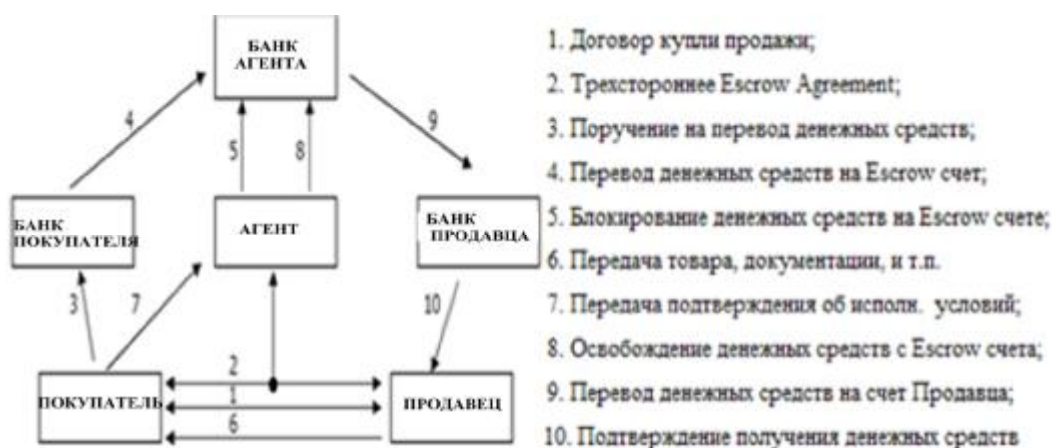 БАНК
АГЕНТА
4
5
8
9
БАНК
ПОКУПАТЕЛЯ
АГЕНТ
БАНК
ПРОДАВЦА
3
7
10
ПОКУПАТЕЛЬ
2
1
6
ПРОДАВЕЦ
1. Договор купли продажи;
2. Трехстороннее Escrow Agreement;
3. Поручение на перевод денежных средств;
4. Перевод денежных средств на Escrow счет;
5. Блокирование денежных средств на Escrow счете;
6. Передача товара, документации, и т.п.
7. Передача подтверждения об исполн. условий;
8. Освобождение денежных средств с Escrow счета;
9. Перевод денежных средств на счет Продавца;
10. Подтверждение получения денежных средств